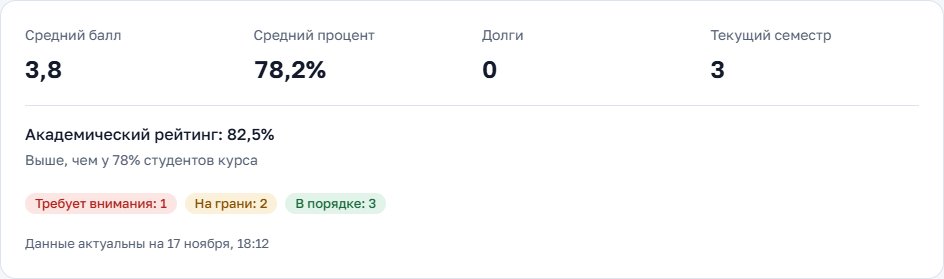 Средний балл
3,8
Средний процент
78,2%
Долги
0
Текущий семестр
3
Академический рейтинг: 82,5%
Выше, чем у 78% студентов курса
Требует внимания: 1
На грани: 2
В порядке: 3
Данные актуальны на 17 ноября, 18:12